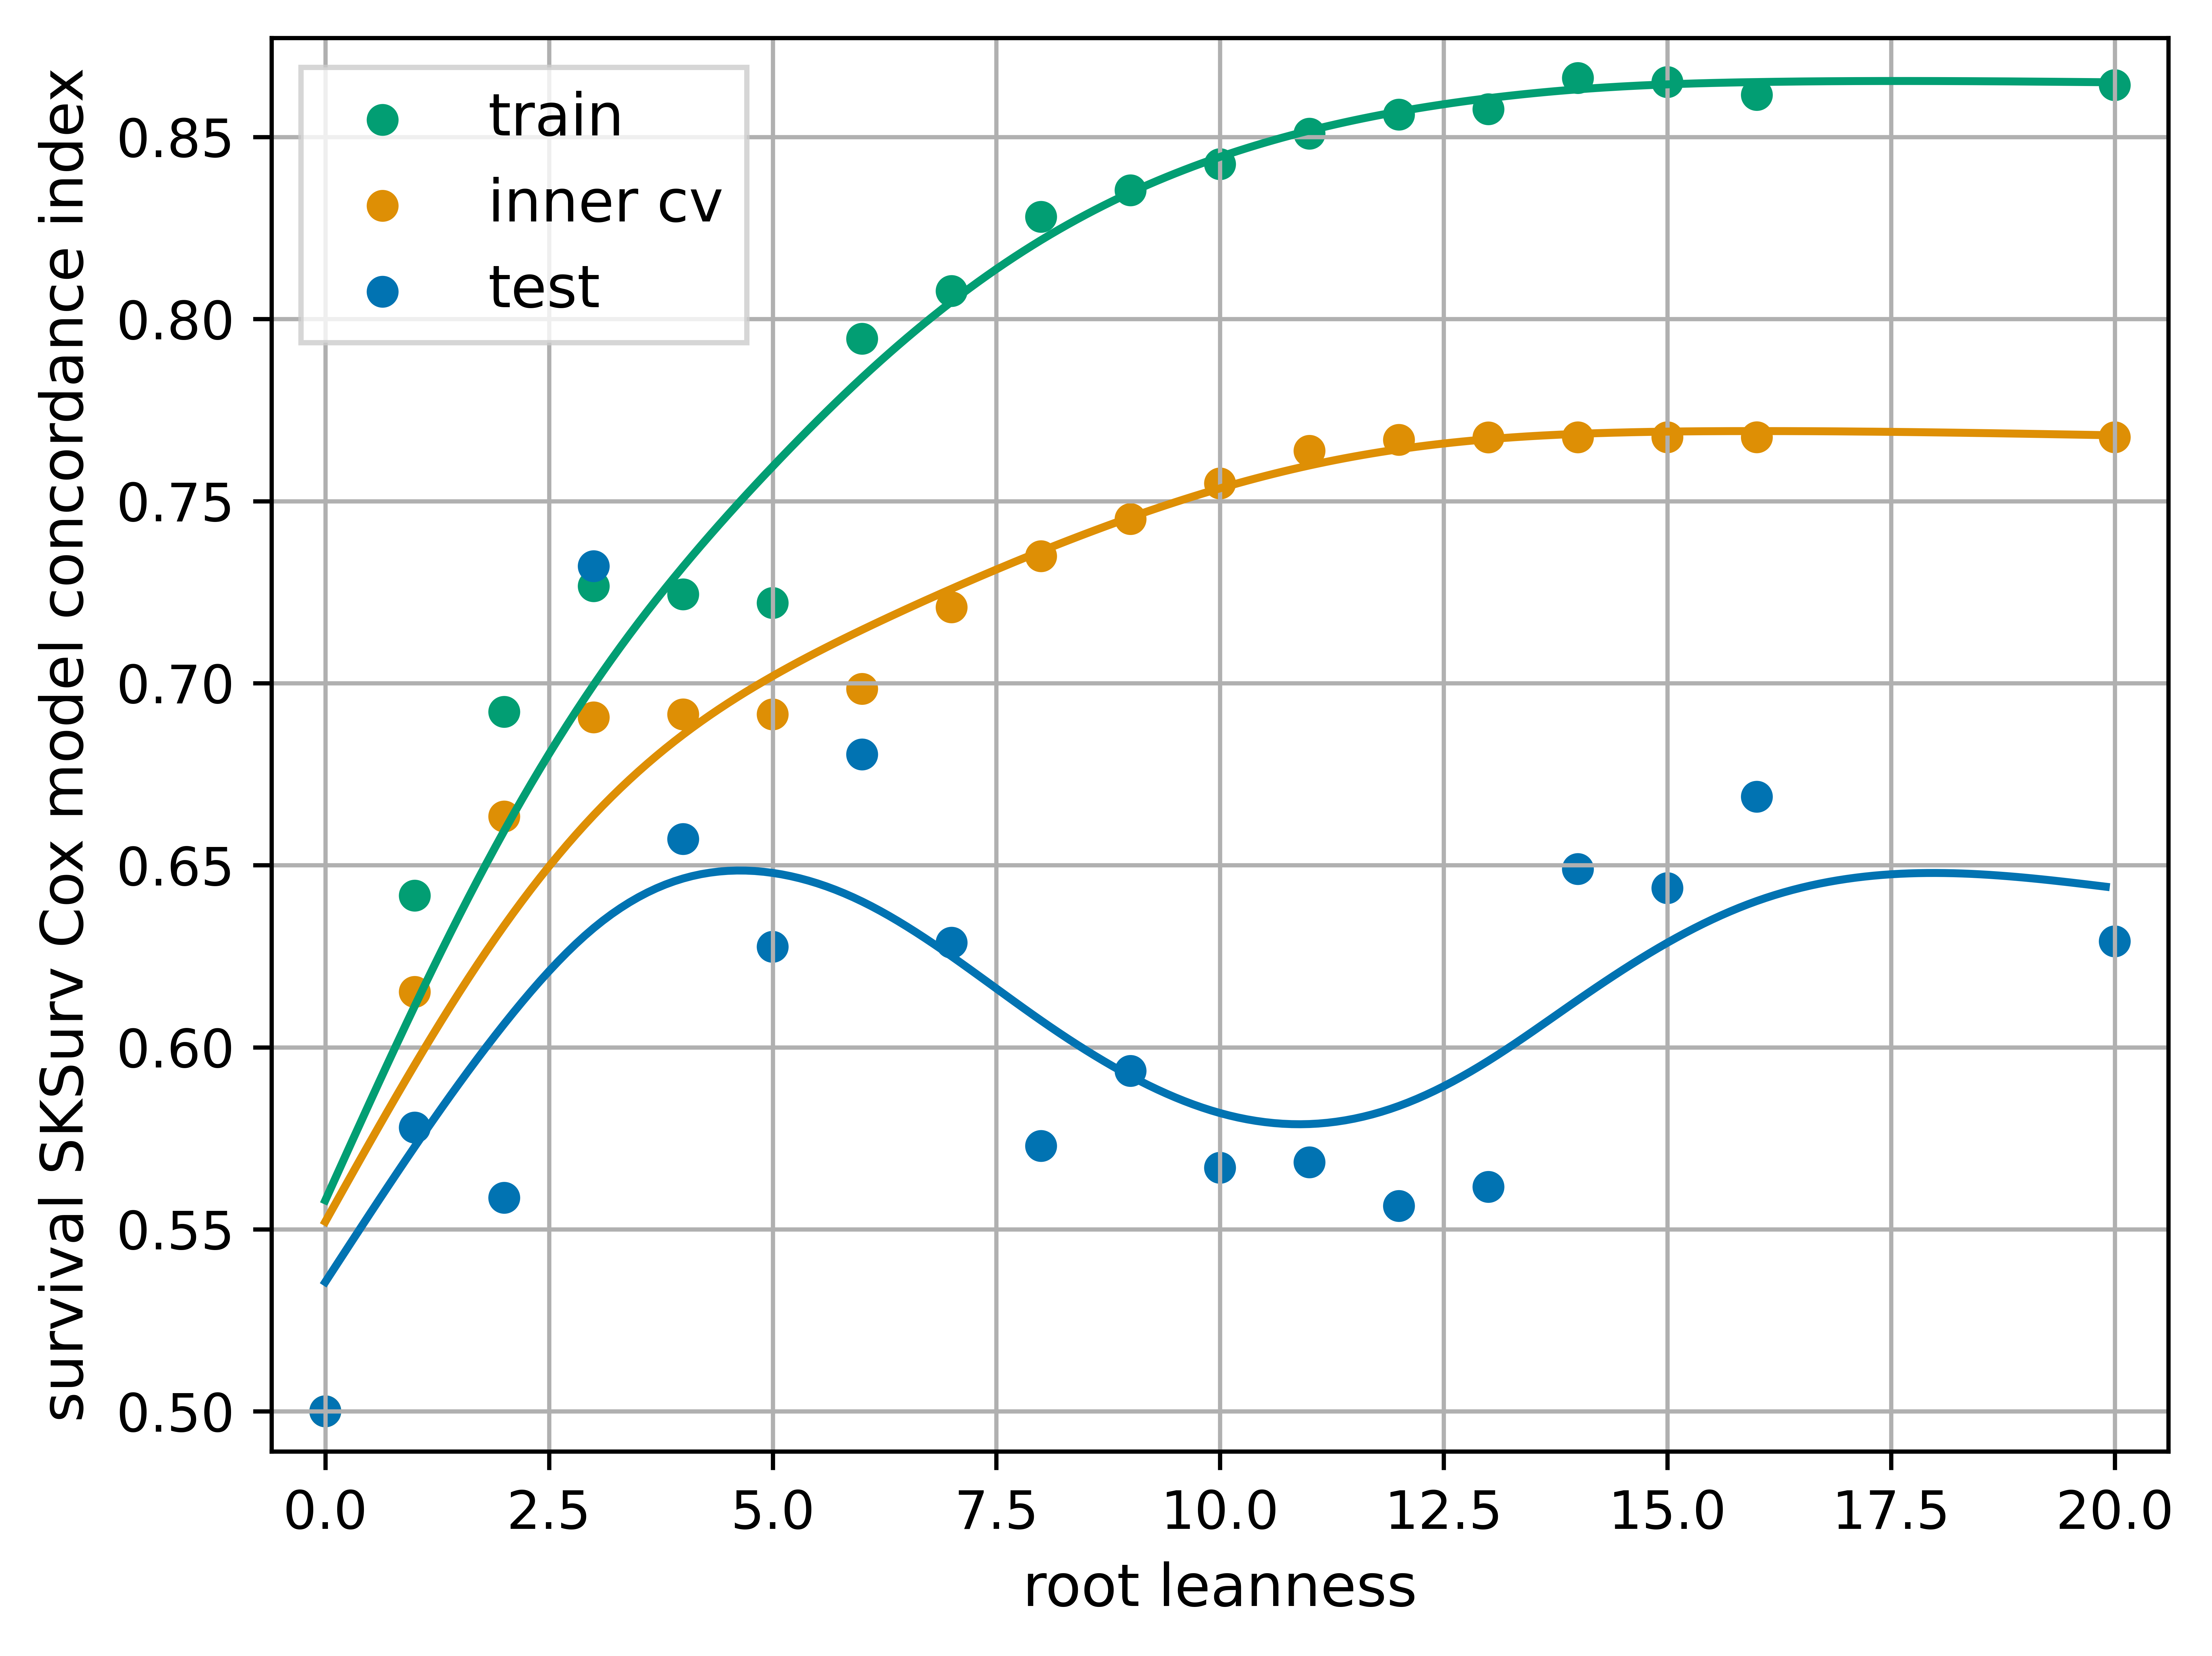 survival SKSurv Cox model concordance index
train
inner cv
test
0.85
0.80
0.75
0.70
0.65
0.60
0.55
0.50
0.0 2.5 5.0 7.5 10.0 12.5 15.0 17.5 20.0
root leanness